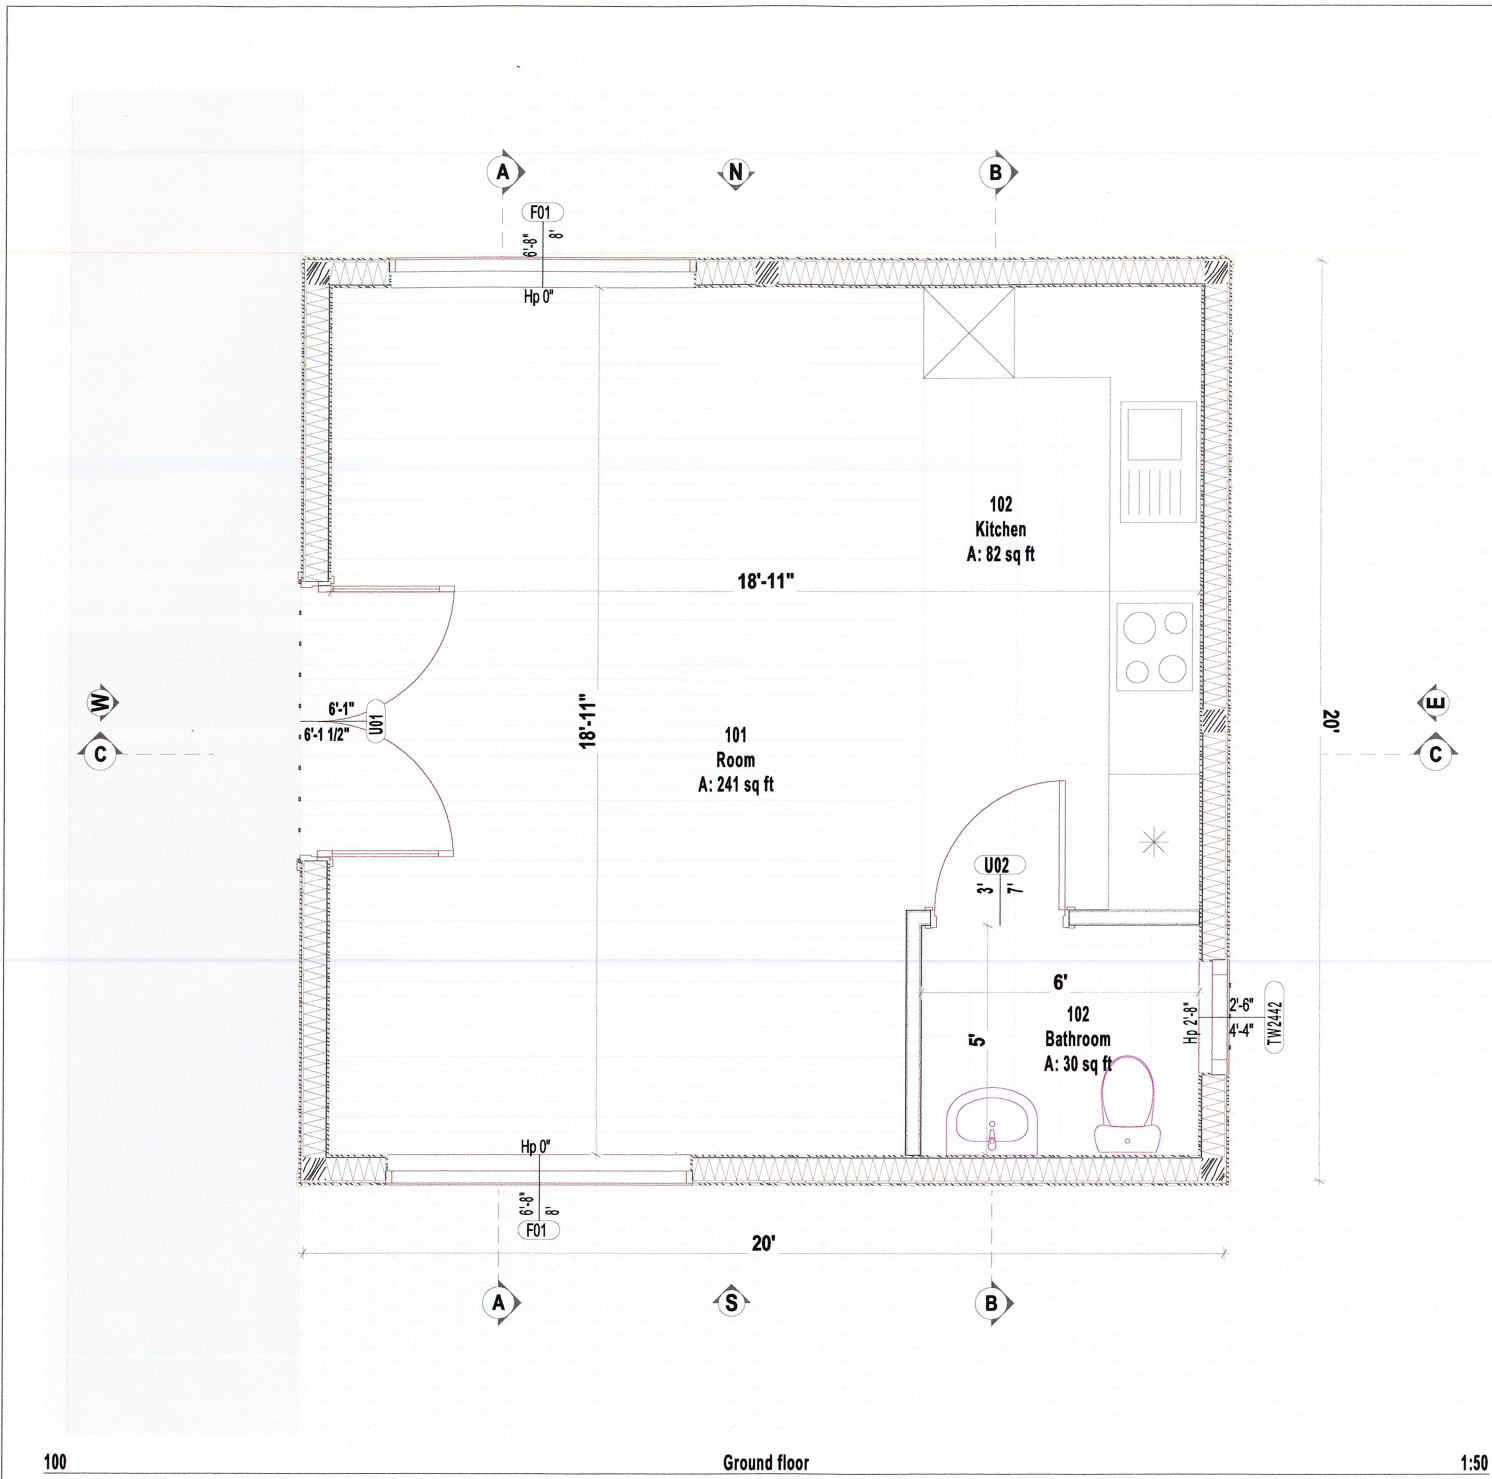 A
N
B
F01
6'-8"
8'
Hp 0"
102
Kitchen
A: 82 sq ft
18'-11"
W
C
6'-1"
6'-1 1/2"
U01
18'-11"
101
Room
A: 241 sq ft
20'
E
C
U02
3'
7'
6'
102
Bathroom
A: 30 sq ft
5'
Hp 2'-8"
2'-6"
4'-4"
TW2442
Hp 0"
6'-8"
8'
F01
20'
A
S
B
100
Ground floor
1:50